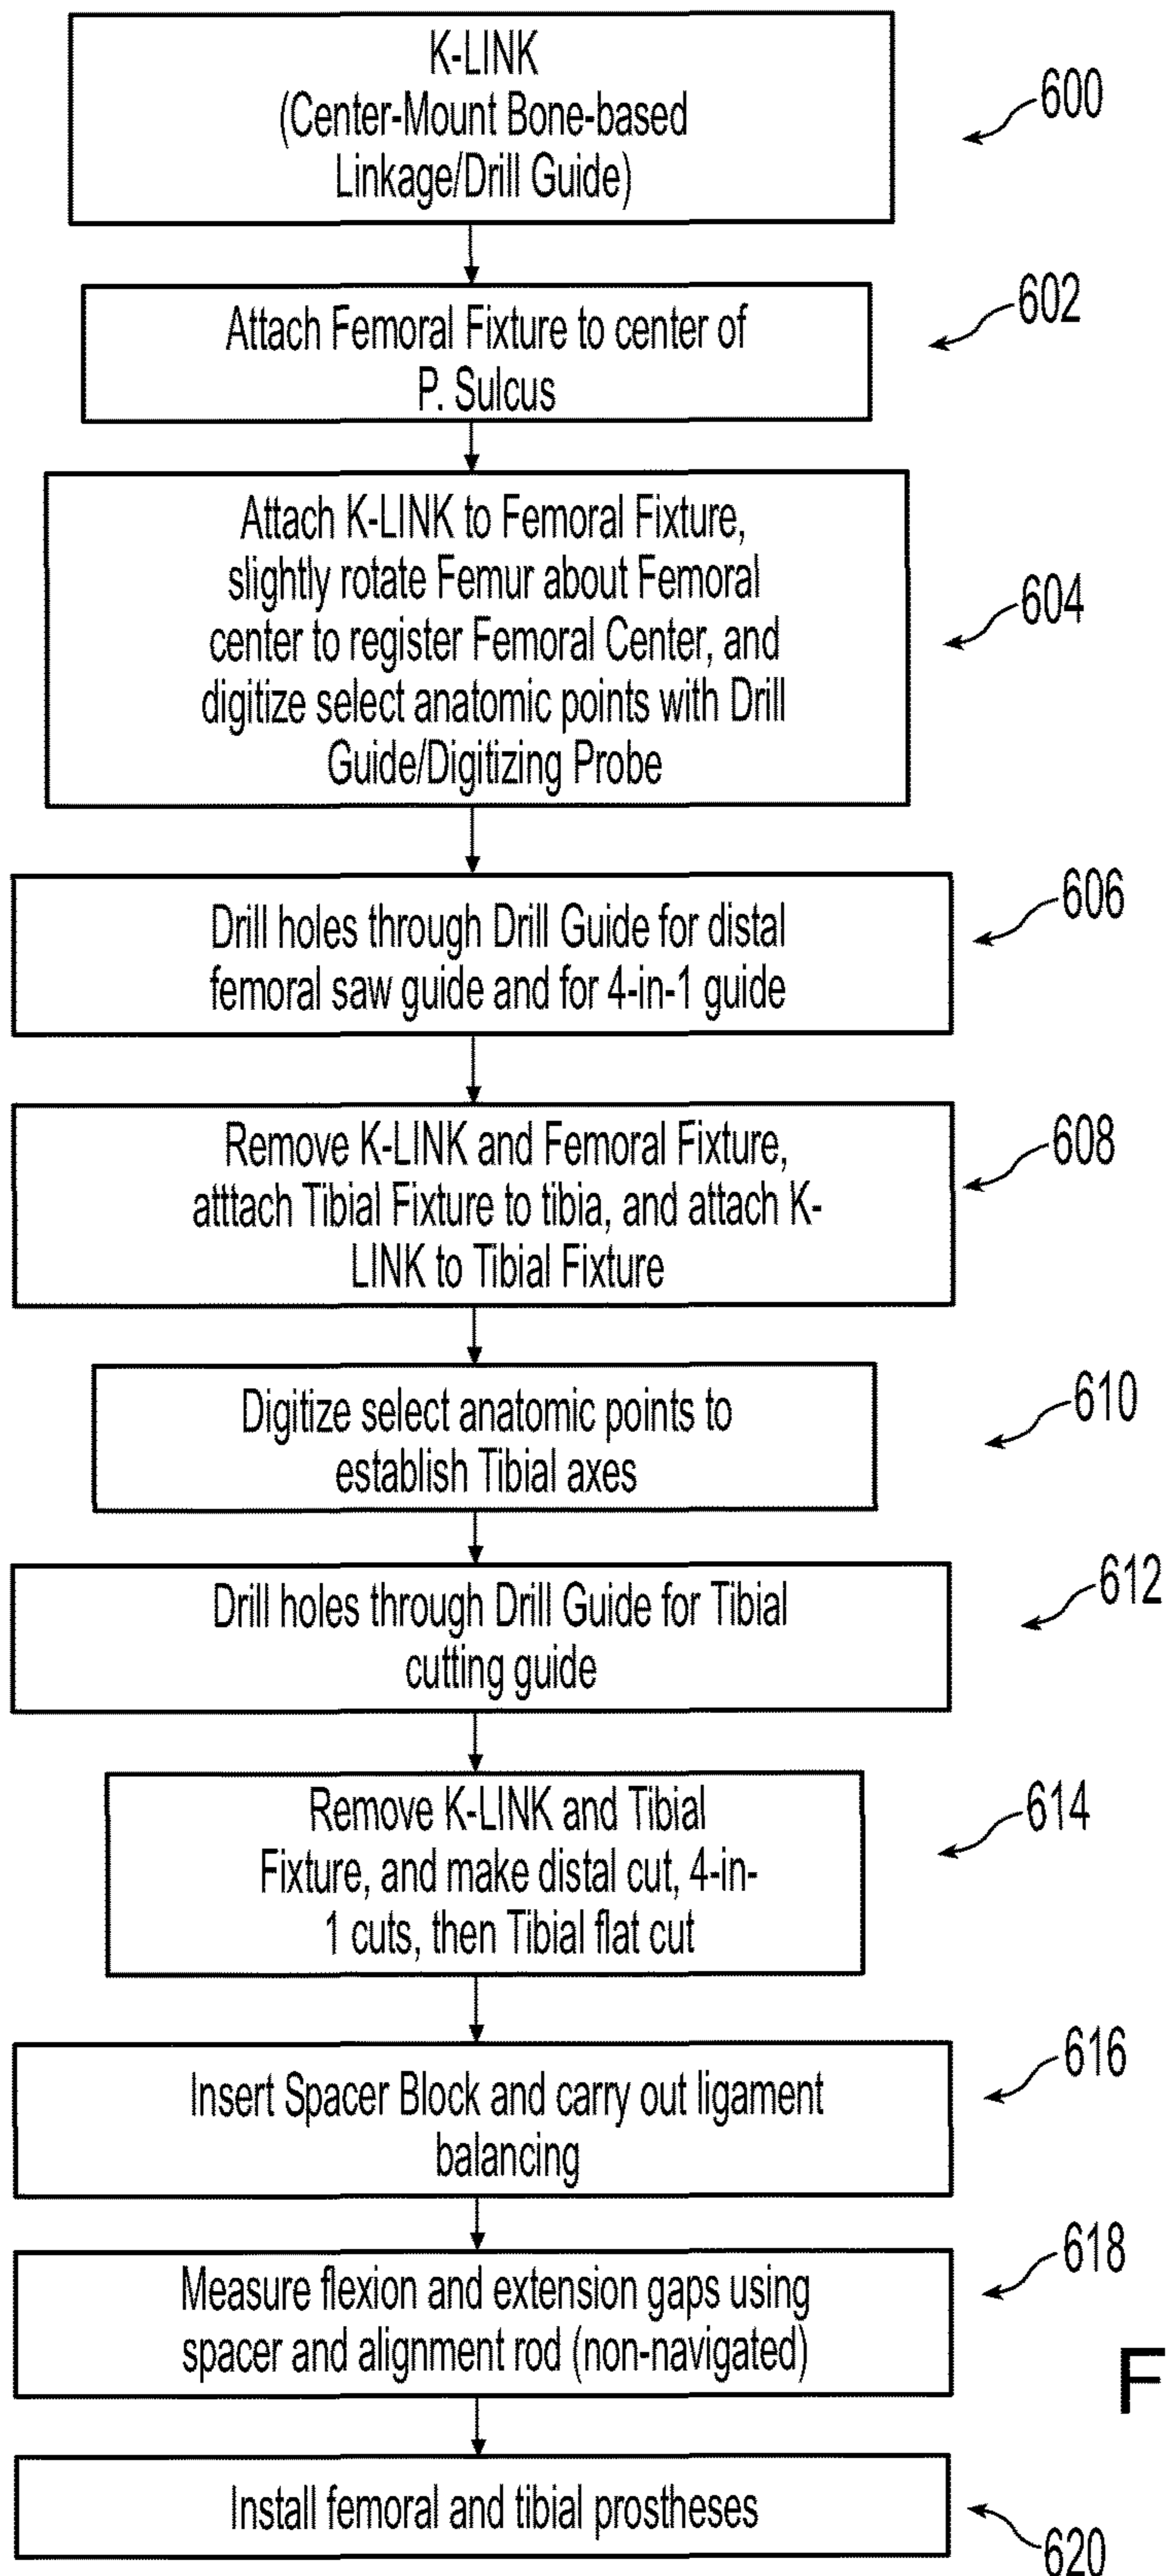 K-LINK
(Center-Mount Bone-based
Linkage/Drill Guide)
600
Attach Femoral Fixture to center of
P. Sulcus
602
Attach K-LINK to Femoral Fixture,
slightly rotate Femur about Femoral
center to register Femoral Center, and
digitize select anatomic points with Drill
Guide/Digitizing Probe
604
Drill holes through Drill Guide for distal
femoral saw guide and for 4-in-1 guide
606
Remove K-LINK and Femoral Fixture,
atttach Tibial Fixture to tibia, and attach K-
LINK to Tibial Fixture
608
Digitize select anatomic points to
establish Tibial axes
610
Drill holes through Drill Guide for Tibial
cutting guide
612
Remove K-LINK and Tibial
Fixture, and make distal cut, 4-in-
1 cuts, then Tibial flat cut
614
Insert Spacer Block and carry out ligament
balancing
616
Measure flexion and extension gaps using
spacer and alignment rod (non-navigated)
618
F
Install femoral and tibial prostheses
620